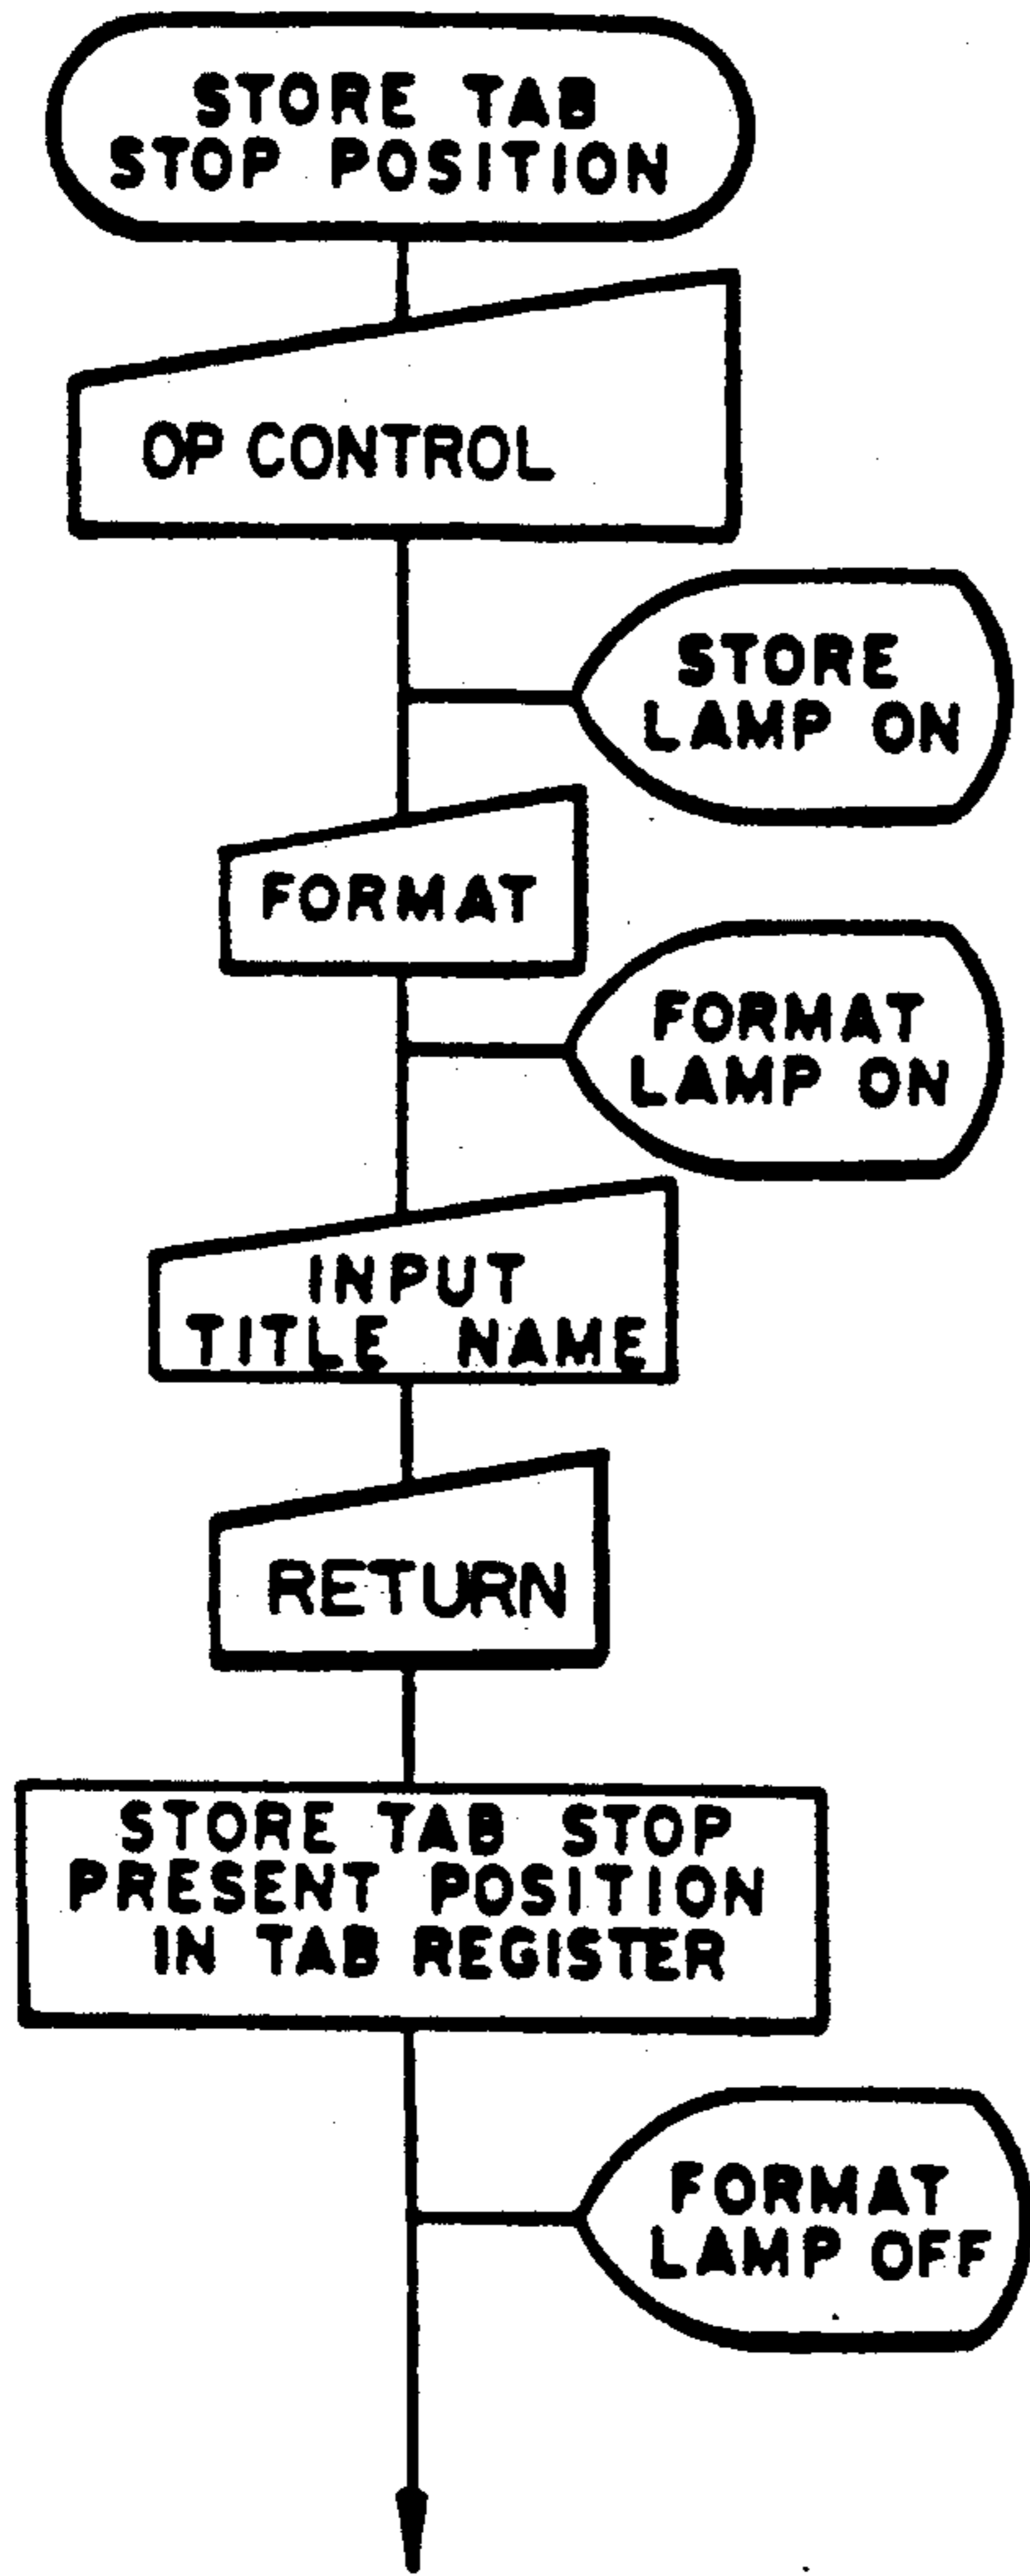 STORE TAB
STOP POSITION
OP CONTROL
STORE
LAMP ON
FORMAT
FORMAT
LAMP ON
INPUT
TITLE NAME
RETURN
STORE TAB STOP
PRESENT POSITION
IN TAB REGISTER
FORMAT
LAMP OFF